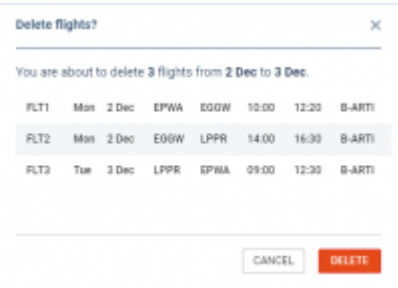 Delete flights?
You are about to delete 3 flights from 2 Dec to 3 Dec.
FLT1 Mon 2 Dec EPWA EGGW 10:00 12:20 B-ARTI
FLT2 Mon 2 Dec EGGW LPPR 14:00 16:30 B-ARTI
FLT3 Tue 3 Dec LPPR EPWA 09:00 12:30 B-ARTI
CANCEL DELETE